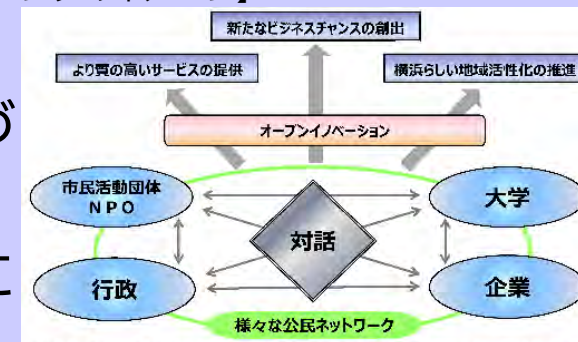 新たなビジネスチャンスの創出
より質の高いサービスの提供
横浜らしい地域活性化の推進
が
オープンイノベーション
市民活動団体
NPO
大学
対話
に
行政
企業
様々な公民ネットワーク